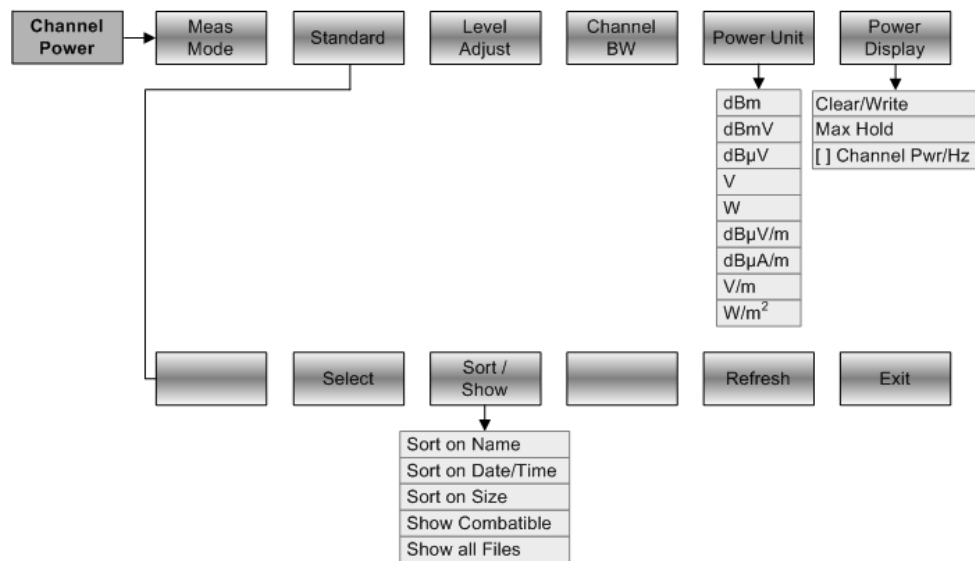 Channel Power
Meas Mode
Standard
Level Adjust
Channel BW
Power Unit
Power Display
dBm
dBmV
dBµV
V
W
dBµV/m
dBµA/m
V/m
W/m²
Clear/Write
Max Hold
[ ] Channel Pwr/Hz
Select
Sort / Show
Refresh
Exit
Sort on Name
Sort on Date/Time
Sort on Size
Show Combatible
Show all Files